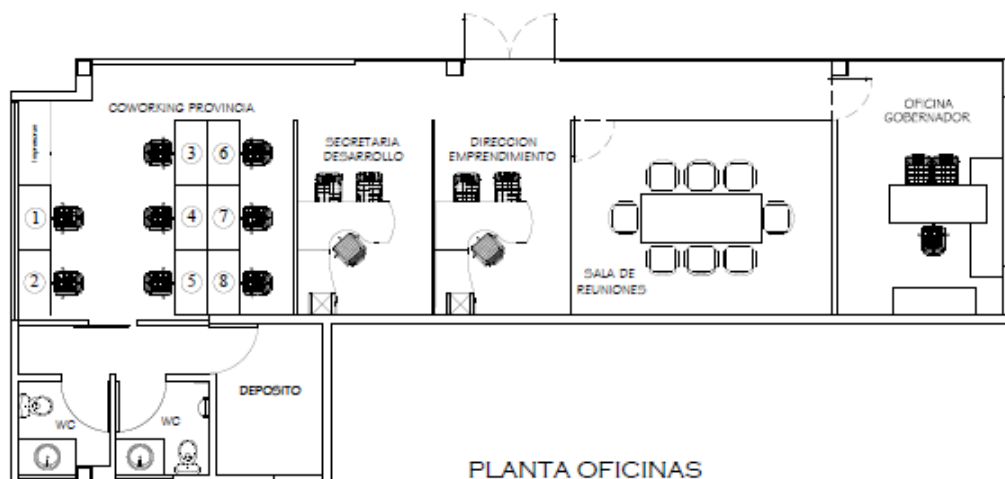 COWORKING PROVINCIA
OFICINA
GOBERNADOR
SECRETARIA
DESARROLLO
DIRECCION
EMPRENDIMIENTO
Impresoras
3
6
1
4
7
2
5
8
SALA DE
REUNIONES
DEPOSITO
WC
WC
PLANTA OFICINAS